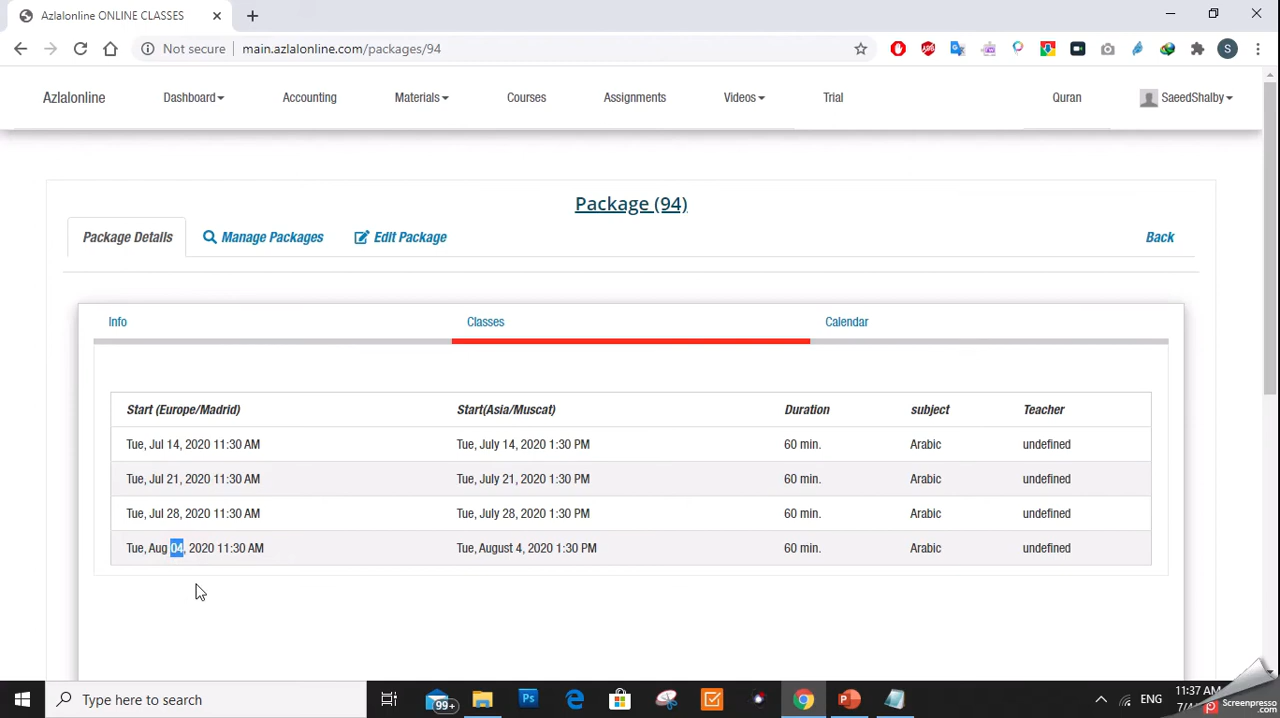 Azlalonline ONLINE CLASSES
Not secure main.azlalonline.com/packages/94
S
Azlalonline Dashboard Accounting Materials Courses Assignments Videos Trial Quran SaeedShalby
Package (94)
Package Details Manage Packages Edit Package Back
Info Classes Calendar
Start (Europe/Madrid) Start(Asia/Muscat) Duration subject Teacher
Tue, Jul 14, 2020 11:30 AM Tue, July 14, 2020 1:30 PM 60 min. Arabic undefined
Tue, Jul 21, 2020 11:30 AM Tue, July 21, 2020 1:30 PM 60 min. Arabic undefined
Tue, Jul 28, 2020 11:30 AM Tue, July 28, 2020 1:30 PM 60 min. Arabic undefined
Tue, Aug 04, 2020 11:30 AM Tue, August 4, 2020 1:30 PM 60 min. Arabic undefined
Type here to search 99+ Ps ENG 11:37 AM
Screenpresso
.com